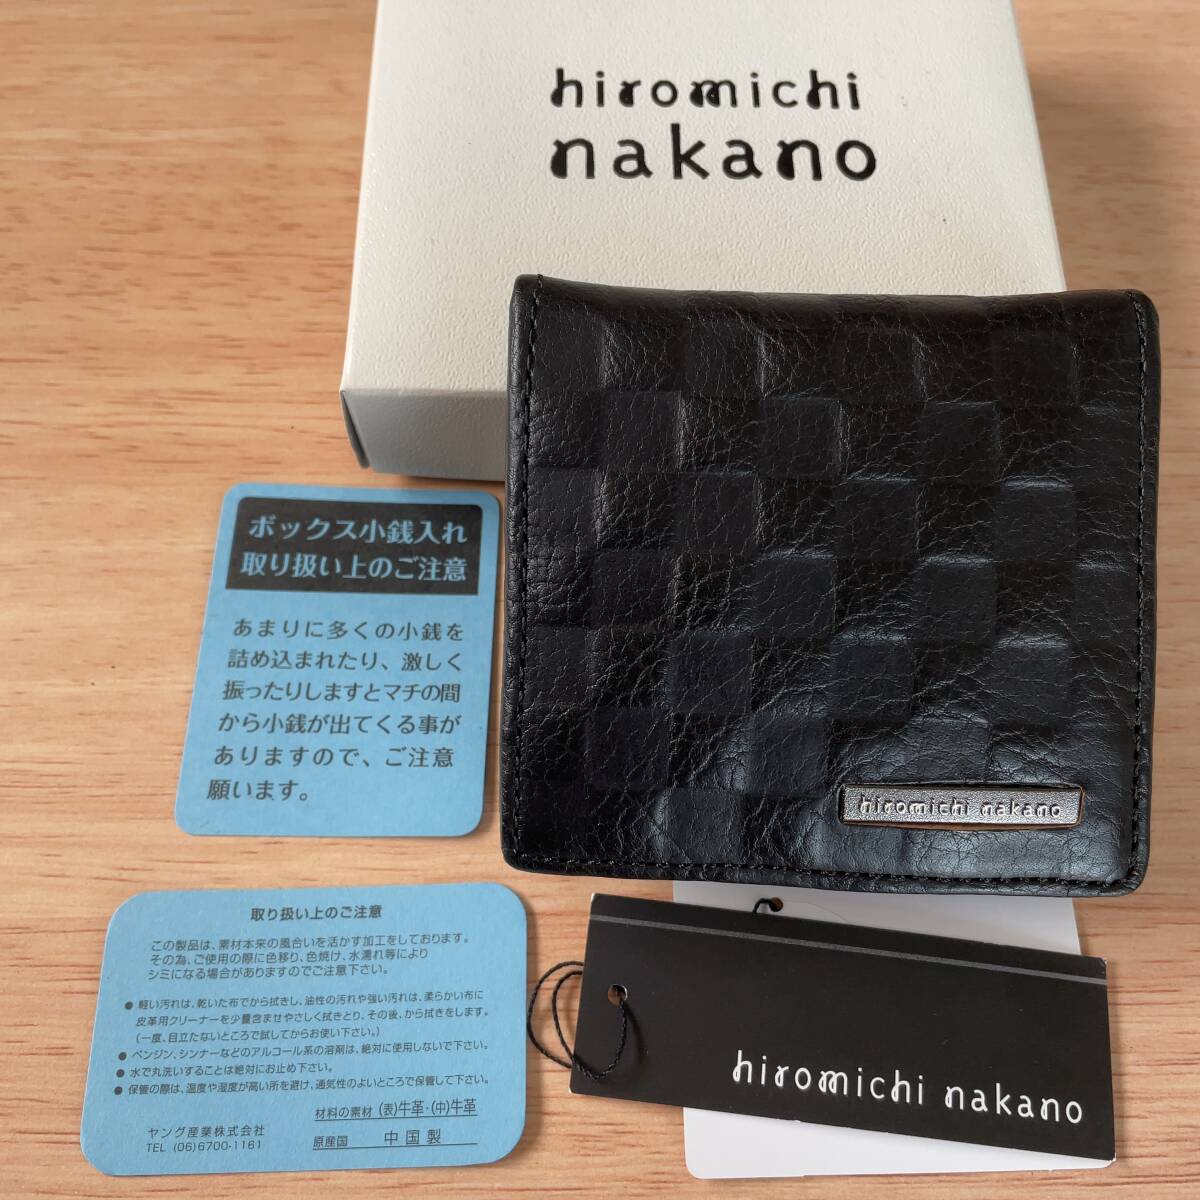 hiromichi
nakano
ボックス小銭入れ
取り扱い上のご注意
あまりに多くの小銭を
詰め込まれたり、激しく
振ったりしますとマチの間
から小銭が出てくる事が
ありますので、ご注意
願います。
hiromichi nakano
取り扱い上のご注意
この製品は、素材本来の風合いを活かす加工をしております。
その為、ご使用の際に色移り、色焼け、水濡れ等により
シミになる場合がありますのでご注意下さい。
● 軽い汚れは、乾いた布でから拭きし、油性の汚れや強い汚れは、柔らかい布に
皮革用クリーナーを少量含ませやさしく拭きとり、その後、から拭きをします。
(一度、目立たないところで試してからお使い下さい。)
● ベンジン、シンナーなどのアルコール系の溶剤は、絶対に使用しないで下さい。
● 水で丸洗いすることは絶対にお止め下さい。
● 保管の際は、温度や湿度が高い所を避け、通気性のよいところで保管して下さい。
材料の素材 (表)牛革・(中)牛革
ヤング産業株式会社
TEL (06)6700-1161
原産国 中国製
hiromichi nakano